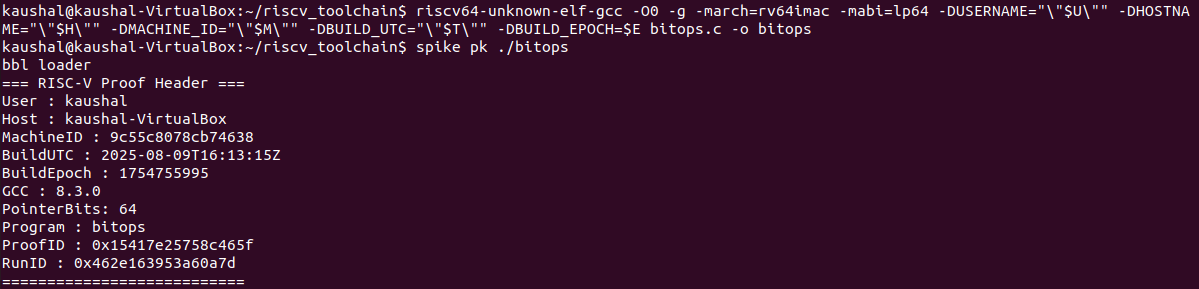 kaushal@kaushal-VirtualBox:~/riscv_toolchain$ riscv64-unknown-elf-gcc -O0 -g -march=rv64imac -mabi=lp64 -DUSERNAME="\"$U\"" -DHOSTNA
ME="\"$H\"" -DMACHINE_ID="\"$M\"" -DBUILD_UTC="\"$T\"" -DBUILD_EPOCH=$E bitops.c -o bitops
kaushal@kaushal-VirtualBox:~/riscv_toolchain$ spike pk ./bitops
bbl loader
=== RISC-V Proof Header ===
User : kaushal
Host : kaushal-VirtualBox
MachineID : 9c55c8078cb74638
BuildUTC : 2025-08-09T16:13:15Z
BuildEpoch : 1754755995
GCC : 8.3.0
PointerBits: 64
Program : bitops
ProofID : 0x15417e25758c465f
RunID : 0x462e163953a60a7d
===========================